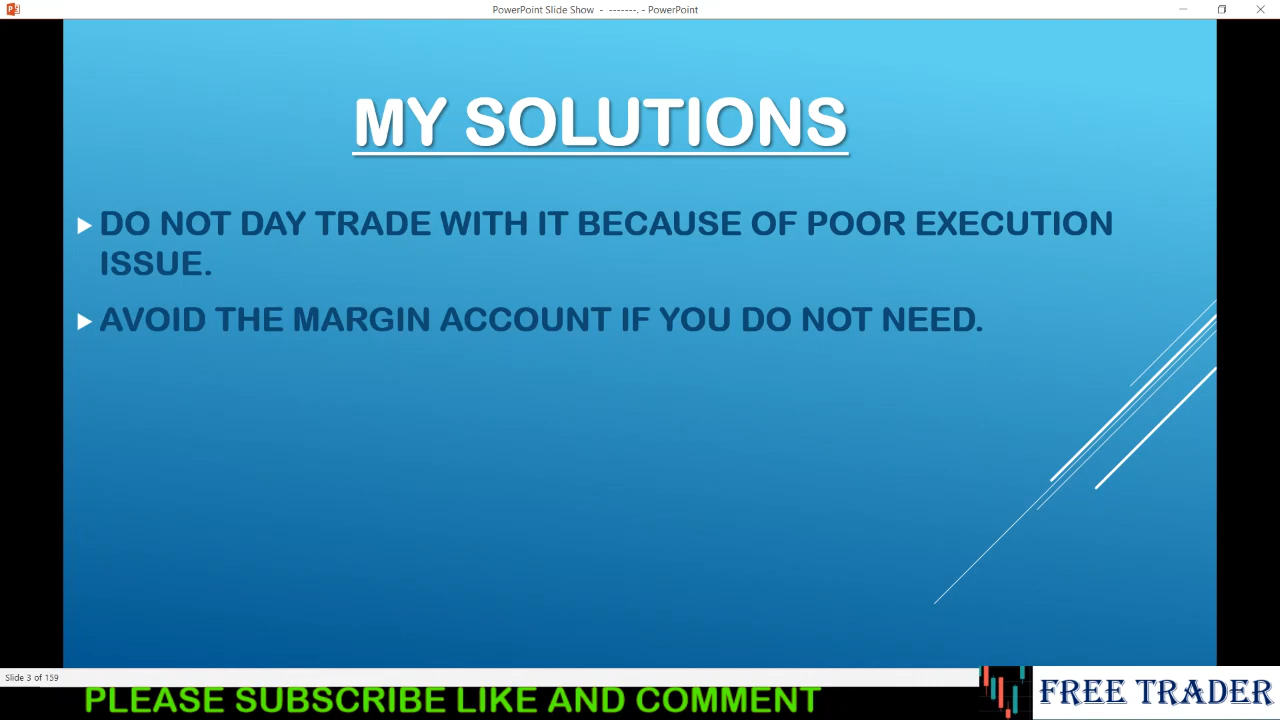 PowerPoint Slide Show - -------. - PowerPoint
MY SOLUTIONS
DO NOT DAY TRADE WITH IT BECAUSE OF POOR EXECUTION
ISSUE.
AVOID THE MARGIN ACCOUNT IF YOU DO NOT NEED.
Slide 3 of 159
PLEASE SUBSCRIBE LIKE AND COMMENT
FREE TRADER